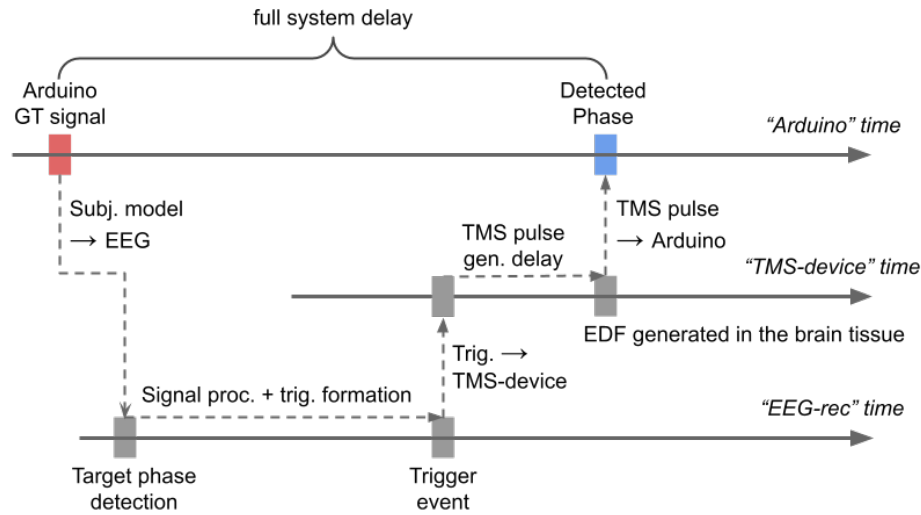 full system delay
Arduino
GT signal
Detected
Phase
“Arduino” time
Subj. model
→ EEG
TMS pulse
gen. delay
TMS pulse
→ Arduino
“TMS-device” time
EDF generated in the brain tissue
Trig. →
TMS-device
Signal proc. + trig. formation
“EEG-rec” time
Target phase
detection
Trigger
event